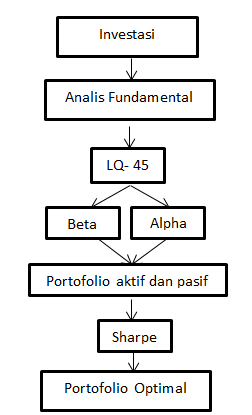 Investasi
Analis Fundamental
LQ- 45
Beta
Alpha
Portofolio aktif dan pasif
Sharpe
Portofolio Optimal